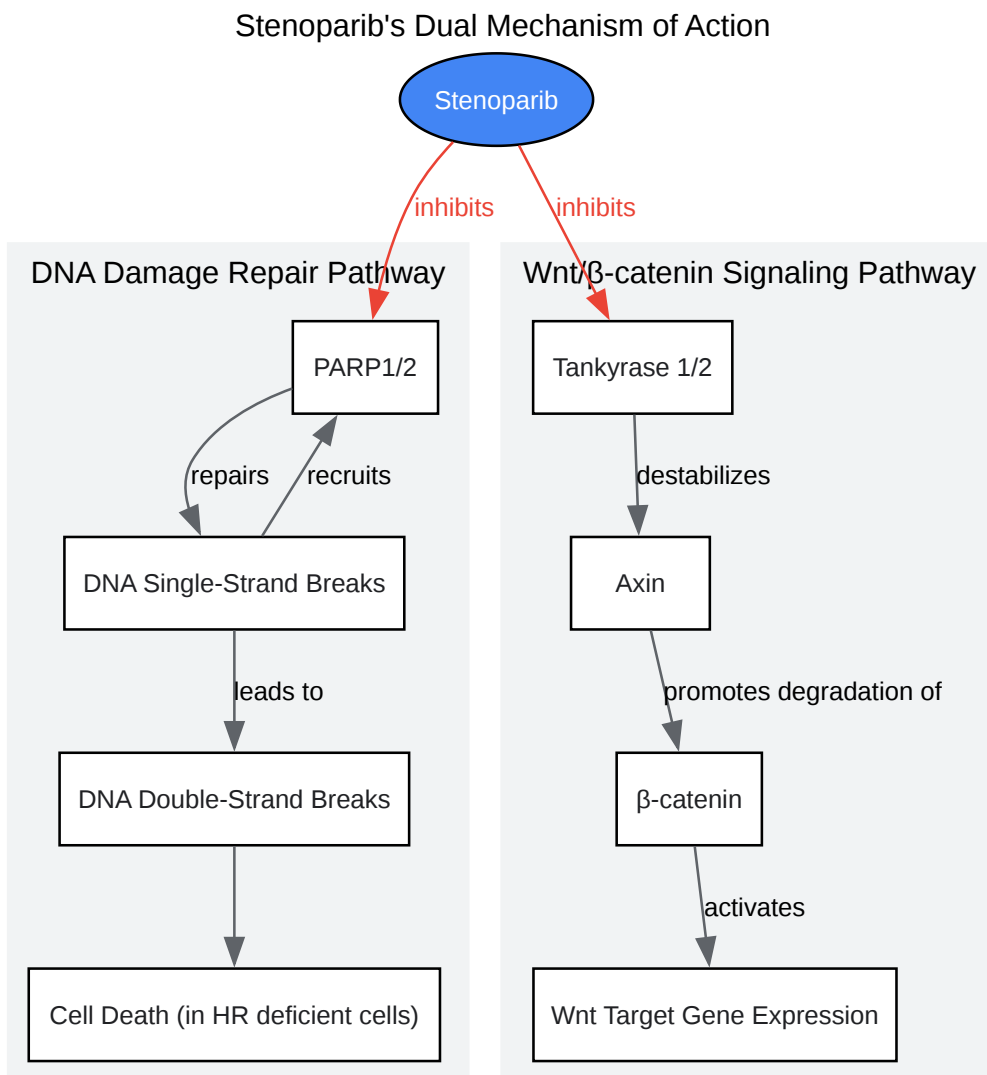 Stenoparib's Dual Mechanism of Action
Stenoparib
inhibits
inhibits
DNA Damage Repair Pathway
Wnt/β-catenin Signaling Pathway
PARP1/2
Tankyrase 1/2
repairs
recruits
destabilizes
DNA Single-Strand Breaks
Axin
leads to
promotes degradation of
DNA Double-Strand Breaks
β-catenin
activates
Cell Death (in HR deficient cells)
Wnt Target Gene Expression